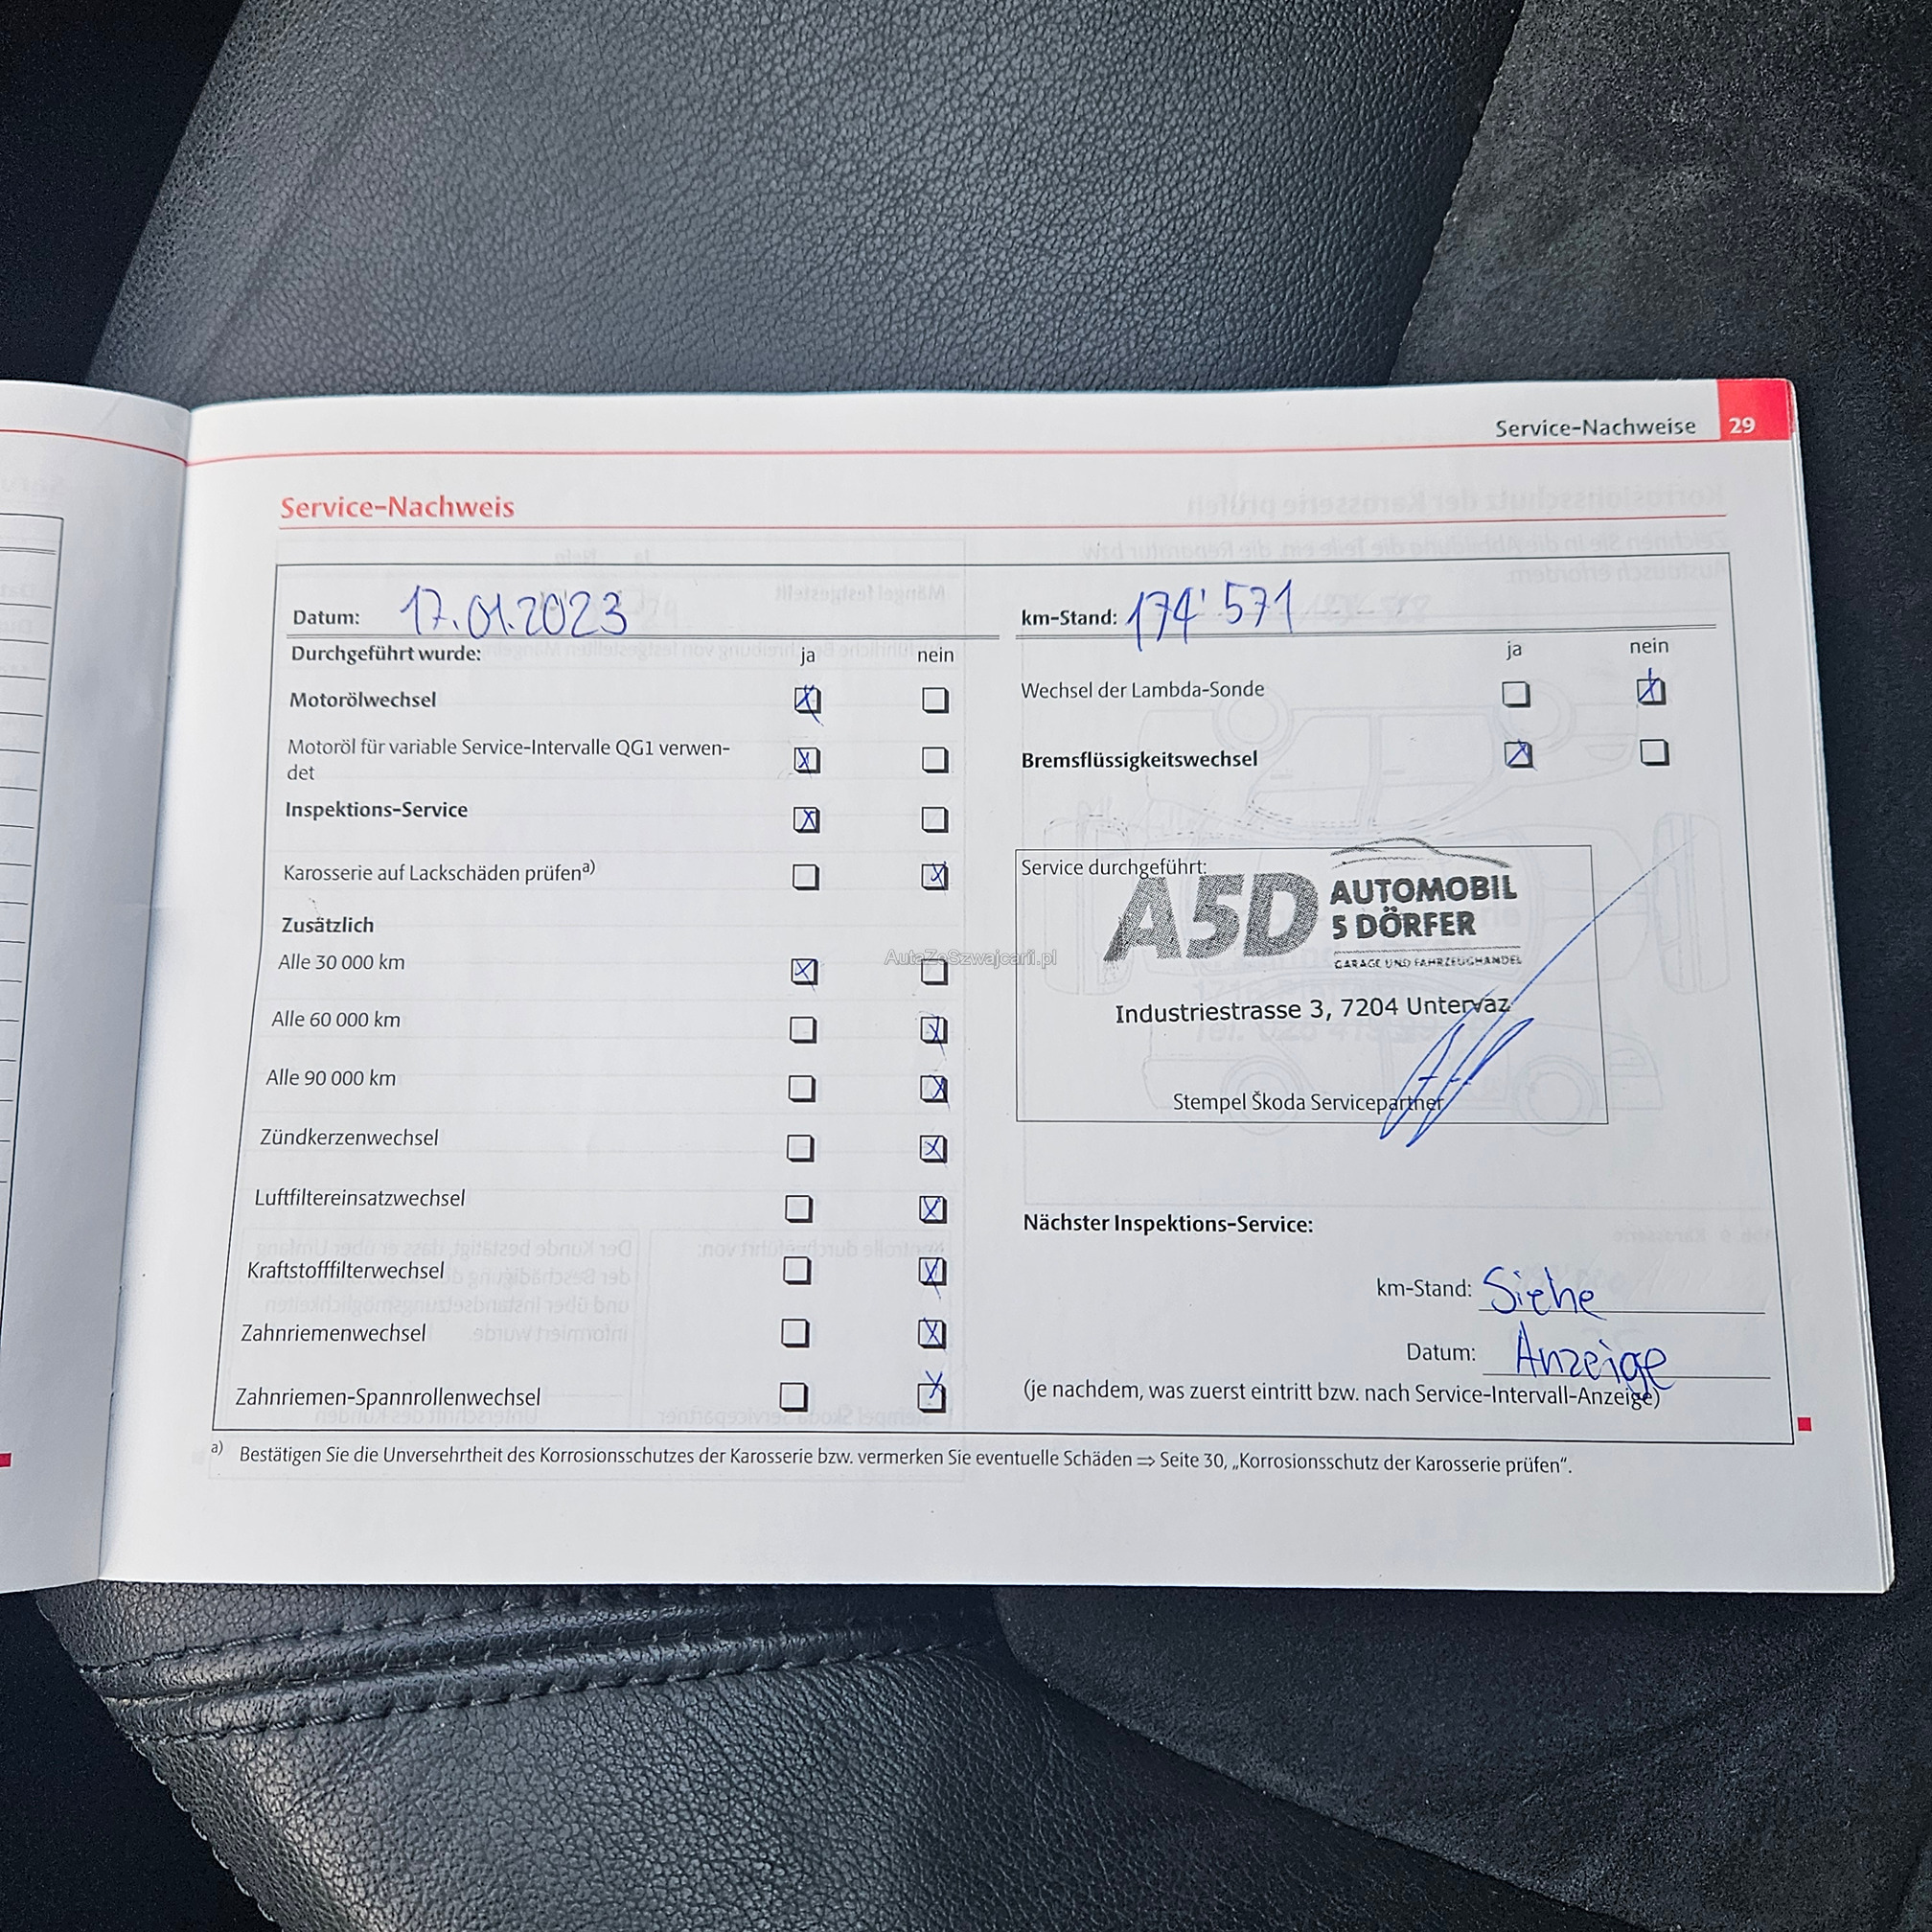 Service-Nachweise 29
Service-Nachweis
Datum: 17.01.2023
Durchgeführt wurde: ja nein
Motorölwechsel
Motoröl für variable Service-Intervalle QG1 verwen-
det
Inspektions-Service
Karosserie auf Lackschäden prüfen a)
Zusätzlich
Alle 30 000 km
Alle 60 000 km
Alle 90 000 km
Zündkerzenwechsel
Luftfiltereinsatzwechsel
Kraftstofffilterwechsel
Zahnriemenwechsel
Zahnriemen-Spannrollenwechsel
km-Stand: 174'571
ja nein
Wechsel der Lambda-Sonde
Bremsflüssigkeitswechsel
Service durchgeführt:
A5D AUTOMOBIL
5 DÖRFER
GARAGE UND FAHRZEUGHANDEL
Industriestrasse 3, 7204 Untervaz
Stempel Škoda Servicepartner
Nächster Inspektions-Service:
km-Stand: Siehe
Datum: Anzeige
(je nachdem, was zuerst eintritt bzw. nach Service-Intervall-Anzeige)
a) Bestätigen Sie die Unversehrtheit des Korrosionsschutzes der Karosserie bzw. vermerken Sie eventuelle Schäden ⇒ Seite 30, „Korrosionsschutz der Karosserie prüfen“.
AutaZeSzwajcarii.pl